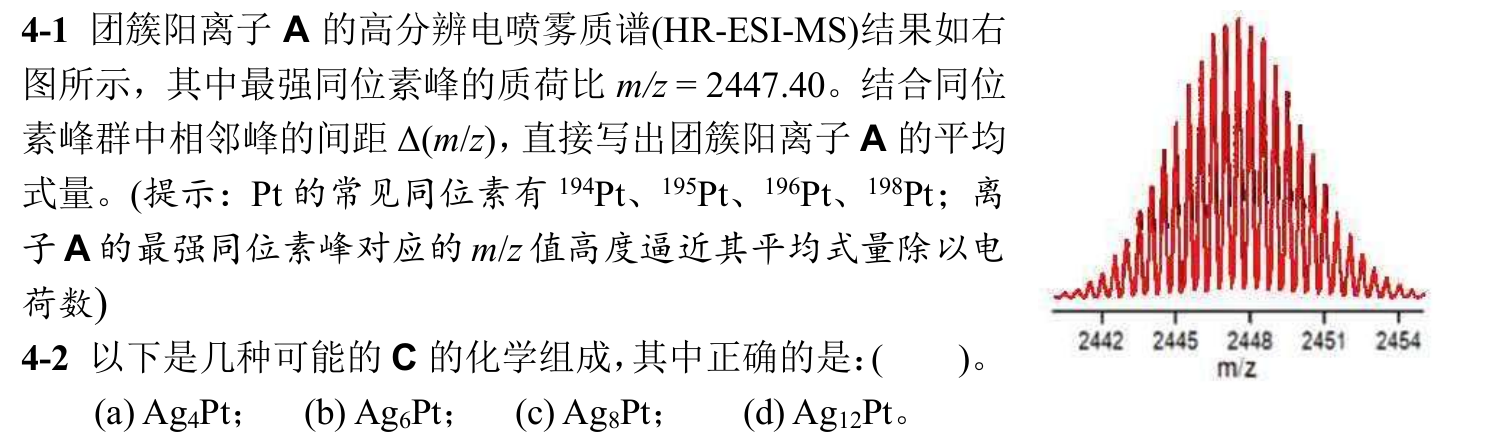 4-1 团簇阳离子 A 的高分辨电喷雾质谱(HR-ESI-MS)结果如右
图所示，其中最强同位素峰的质荷比 m/z = 2447.40。结合同位
素峰群中相邻峰的间距 Δ(m/z)，直接写出团簇阳离子 A 的平均
式量。(提示：Pt 的常见同位素有 ¹⁹⁴Pt、¹⁹⁵Pt、¹⁹⁶Pt、¹⁹⁸Pt；离
子 A 的最强同位素峰对应的 m/z 值高度逼近其平均式量除以电
荷数)
4-2 以下是几种可能的 C 的化学组成，其中正确的是：( )。
(a) Ag₄Pt； (b) Ag₆Pt； (c) Ag₈Pt； (d) Ag₁₂Pt。
2442 2445 2448 2451 2454
m/z